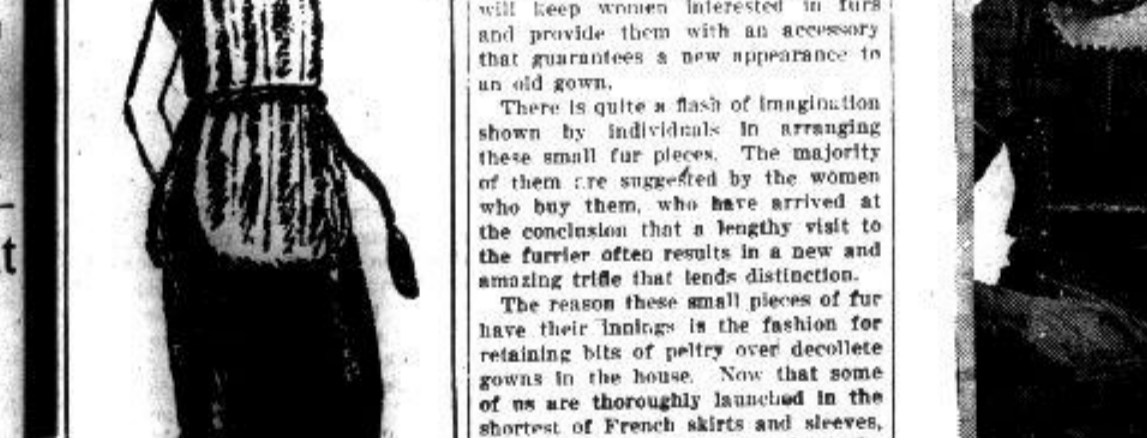 will keep women interested in furs
and provide them with an accessory
that guarantees a new appearance to
an old gown.
There is quite a flash of imagination
shown by individuals in arranging
these small fur pieces. The majority
of them are suggested by the women
who buy them, who have arrived at
the conclusion that a lengthy visit to
the furrier often results in a new and
amazing trifle that lends distinction.
The reason these small pieces of fur
have their innings is the fashion for
retaining bits of peltry over decollete
gowns in the house. Now that some
of us are thoroughly launched in the
shortest of French skirts and sleeves,